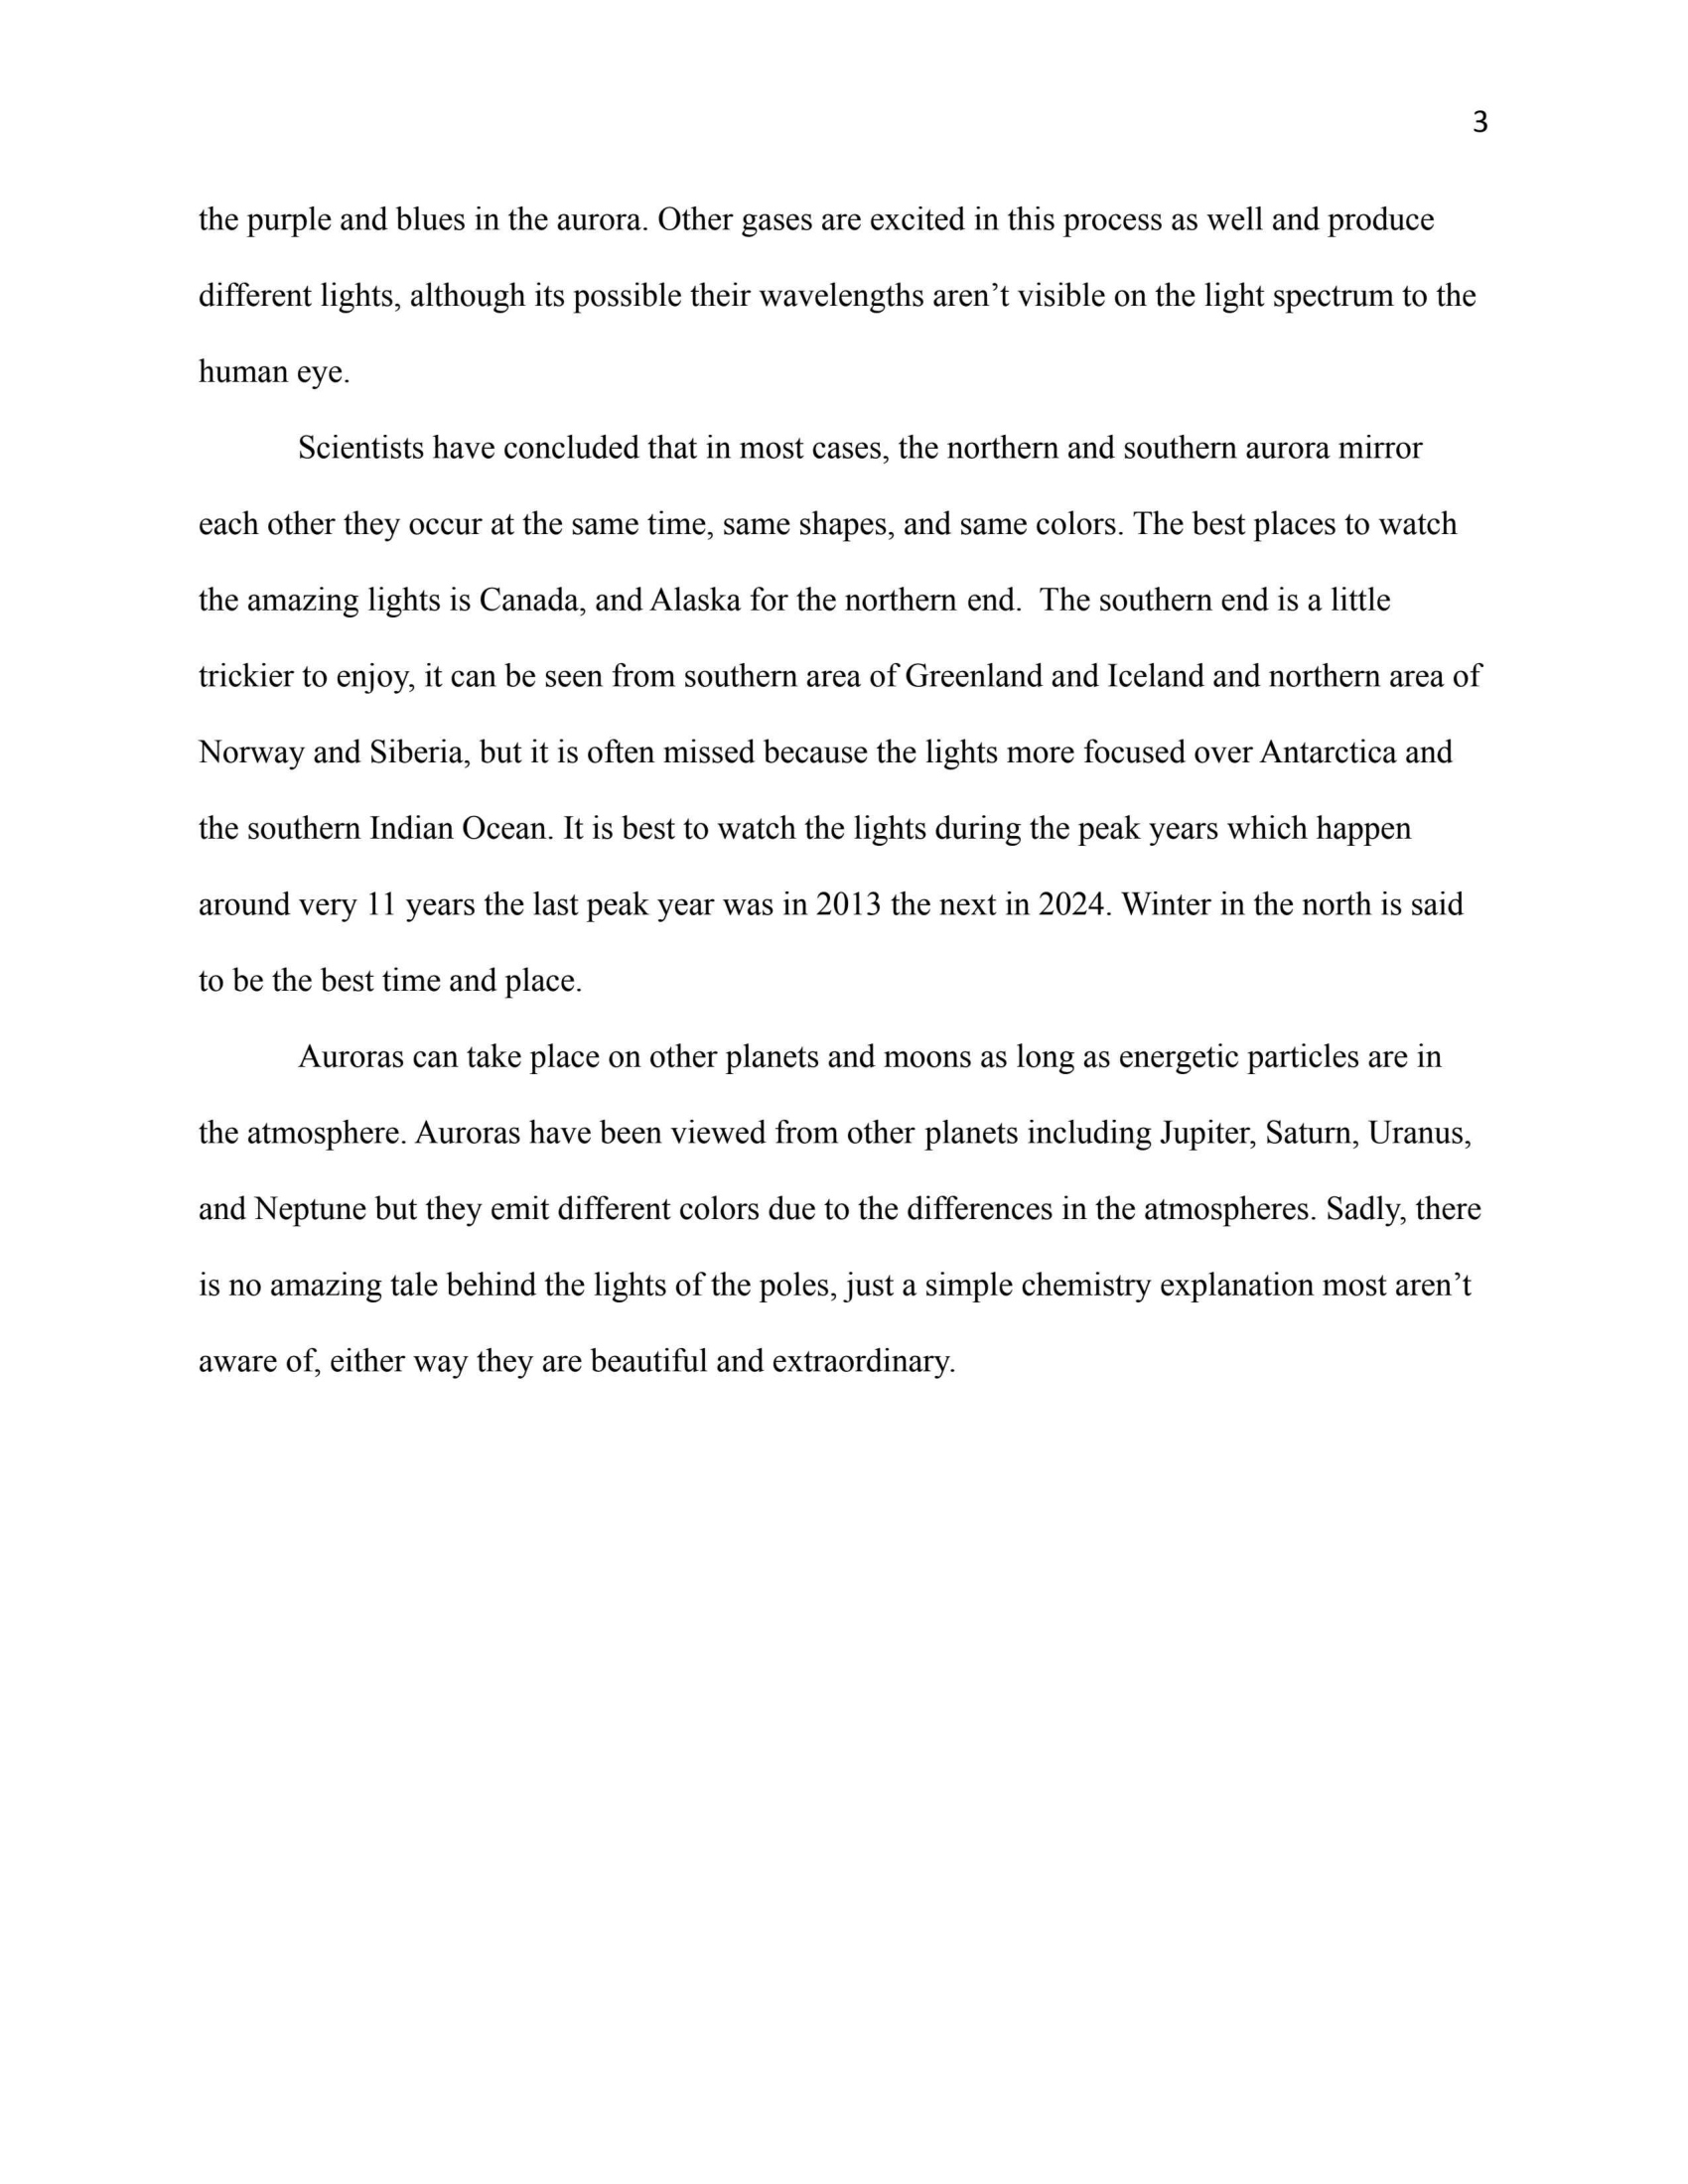 3
the purple and blues in the aurora. Other gases are excited in this process as well and produce
different lights, although its possible their wavelengths aren’t visible on the light spectrum to the
human eye.
Scientists have concluded that in most cases, the northern and southern aurora mirror
each other they occur at the same time, same shapes, and same colors. The best places to watch
the amazing lights is Canada, and Alaska for the northern end.  The southern end is a little
trickier to enjoy, it can be seen from southern area of Greenland and Iceland and northern area of
Norway and Siberia, but it is often missed because the lights more focused over Antarctica and
the southern Indian Ocean. It is best to watch the lights during the peak years which happen
around very 11 years the last peak year was in 2013 the next in 2024. Winter in the north is said
to be the best time and place.
Auroras can take place on other planets and moons as long as energetic particles are in
the atmosphere. Auroras have been viewed from other planets including Jupiter, Saturn, Uranus,
and Neptune but they emit different colors due to the differences in the atmospheres. Sadly, there
is no amazing tale behind the lights of the poles, just a simple chemistry explanation most aren’t
aware of, either way they are beautiful and extraordinary.